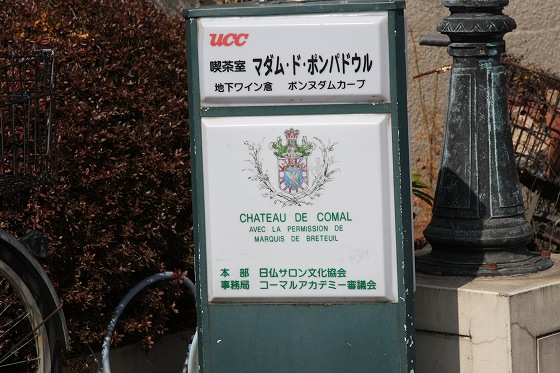 UCC
喫茶室 マダム・ド・ポンパドウル
地下ワイン倉 ボンヌダムカーブ
CHATEAU DE COMAL
AVEC LA PERMISSION DE
MARQUIS DE BRETEUIL
本部 日仏サロン文化協会
事務局 コーマルアカデミー審議会